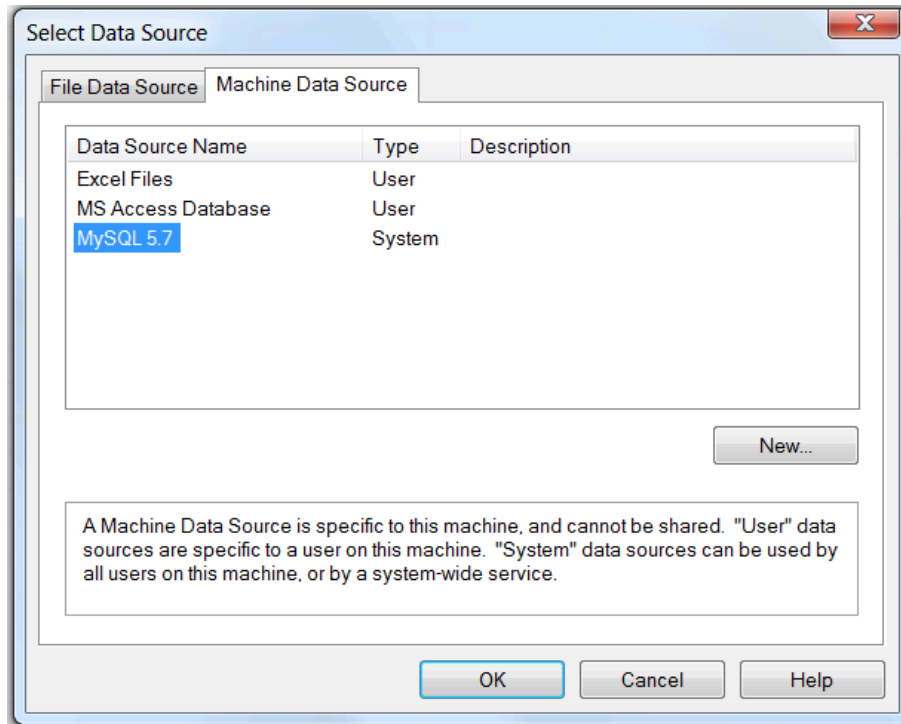 Select Data Source
File Data Source Machine Data Source
Data Source Name Type Description
Excel Files User
MS Access Database User
MySQL 5.7 System
New...
A Machine Data Source is specific to this machine, and cannot be shared. "User" data
sources are specific to a user on this machine. "System" data sources can be used by
all users on this machine, or by a system-wide service.
OK Cancel Help